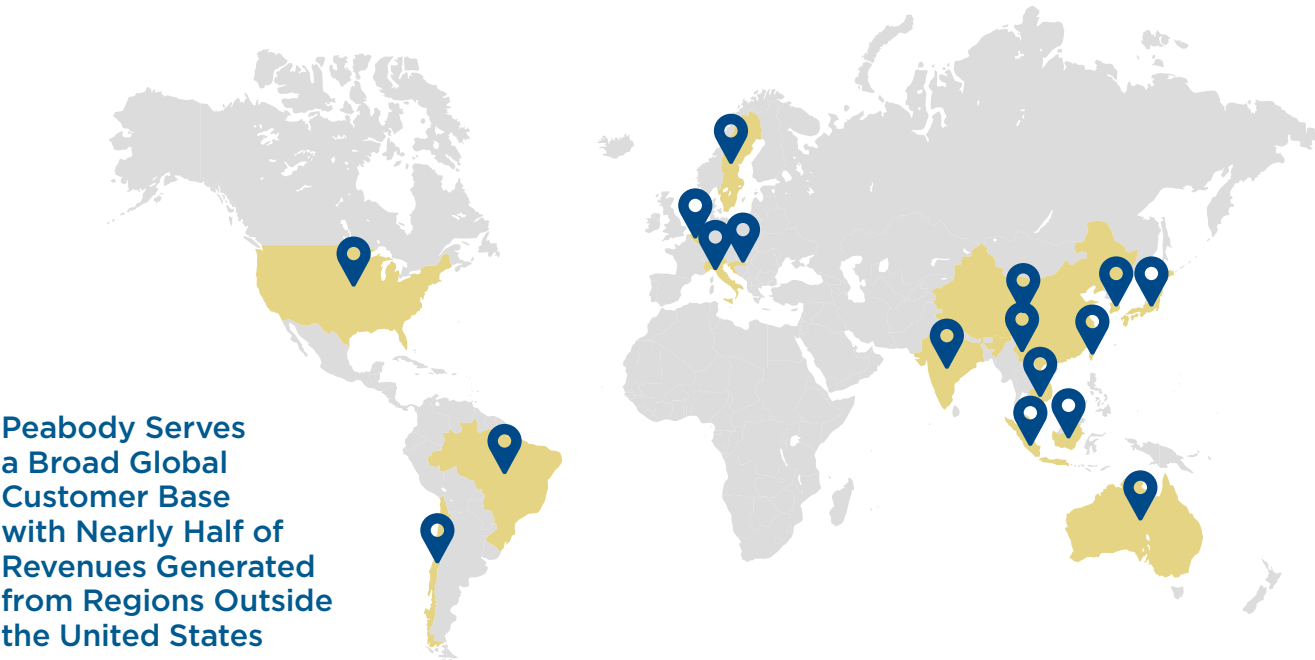 Peabody Serves
a Broad Global
Customer Base
with Nearly Half of
Revenues Generated
from Regions Outside
the United States